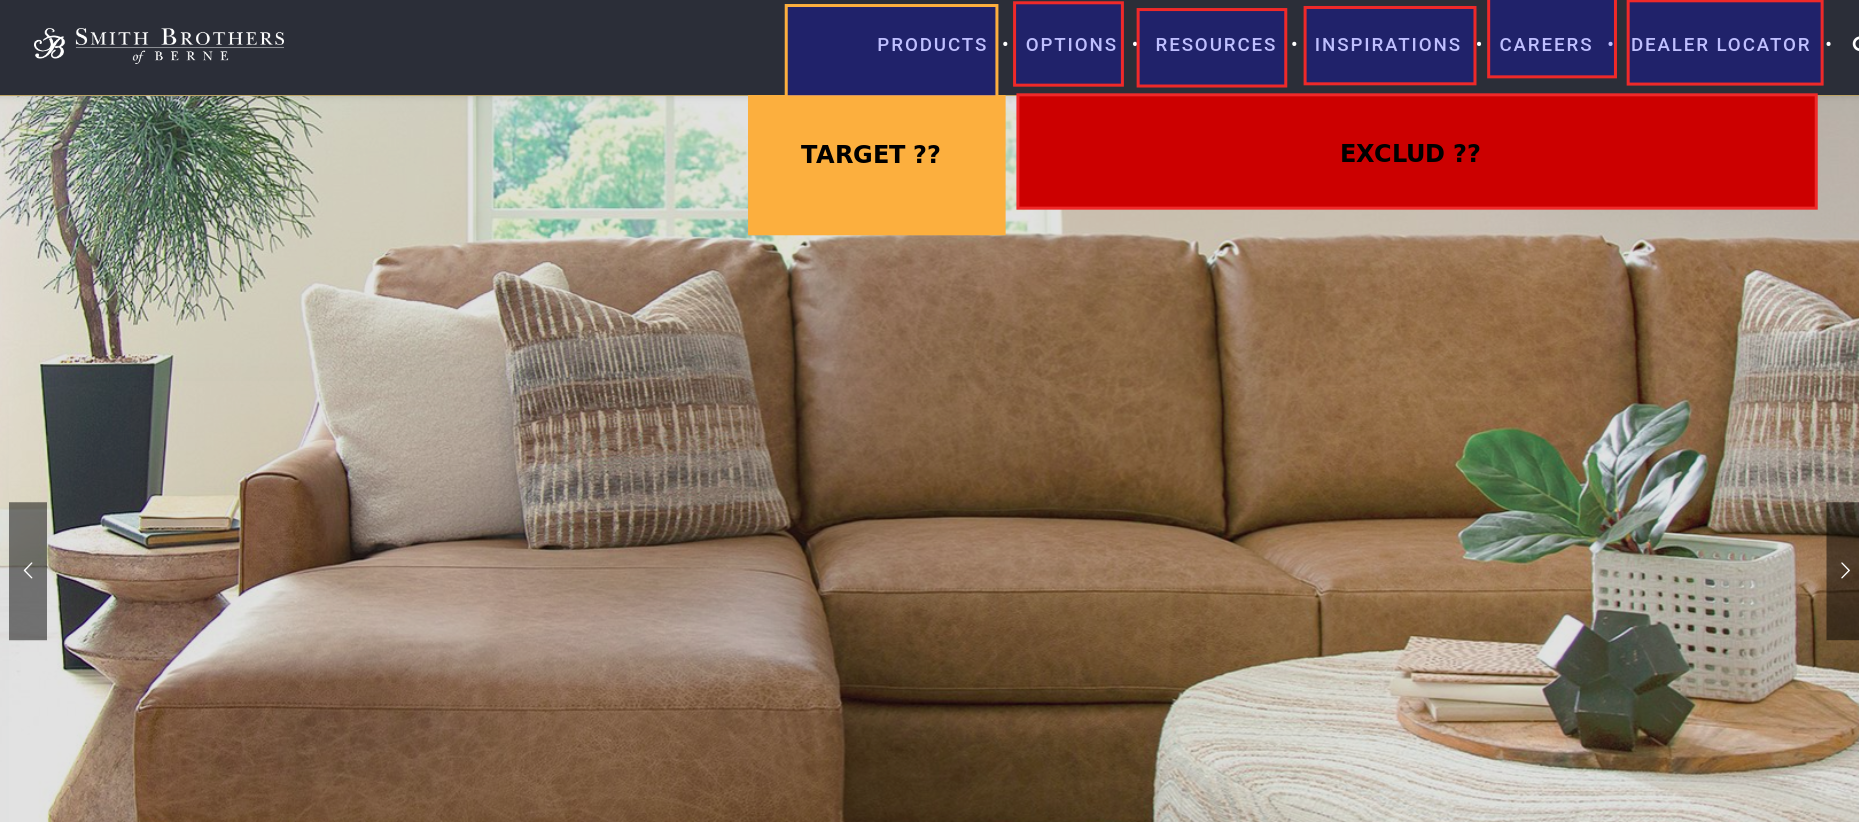 SMITH BROTHERS
of BERNE
PRODUCTS • OPTIONS • RESOURCES • INSPIRATIONS • CAREERS • DEALER LOCATOR •
TARGET ??
EXCLUD ??